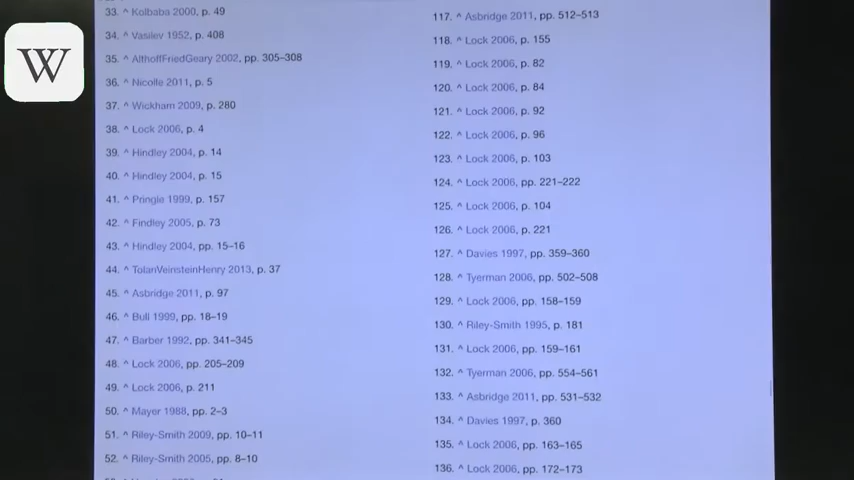 W
33. ^ Kolbaba 2000, p. 49
34. ^ Vasilev 1952, p. 408
35. ^ AlthoffFriedGeary 2002, pp. 305–308
36. ^ Nicolle 2011, p. 5
37. ^ Wickham 2009, p. 280
38. ^ Lock 2006, p. 4
39. ^ Hindley 2004, p. 14
40. ^ Hindley 2004, p. 15
41. ^ Pringle 1999, p. 157
42. ^ Findley 2005, p. 73
43. ^ Hindley 2004, pp. 15–16
44. ^ TolanVeinsteinHenry 2013, p. 37
45. ^ Asbridge 2011, p. 97
46. ^ Bull 1999, pp. 18–19
47. ^ Barber 1992, pp. 341–345
48. ^ Lock 2006, pp. 205–209
49. ^ Lock 2006, p. 211
50. ^ Mayer 1988, pp. 2–3
51. ^ Riley-Smith 2009, pp. 10–11
52. ^ Riley-Smith 2005, pp. 8–10
117. ^ Asbridge 2011, pp. 512–513
118. ^ Lock 2006, p. 155
119. ^ Lock 2006, p. 82
120. ^ Lock 2006, p. 84
121. ^ Lock 2006, p. 92
122. ^ Lock 2006, p. 96
123. ^ Lock 2006, p. 103
124. ^ Lock 2006, pp. 221–222
125. ^ Lock 2006, p. 104
126. ^ Lock 2006, p. 221
127. ^ Davies 1997, pp. 359–360
128. ^ Tyerman 2006, pp. 502–508
129. ^ Lock 2006, pp. 158–159
130. ^ Riley-Smith 1995, p. 181
131. ^ Lock 2006, pp. 159–161
132. ^ Tyerman 2006, pp. 554–561
133. ^ Asbridge 2011, pp. 531–532
134. ^ Davies 1997, p. 360
135. ^ Lock 2006, pp. 163–165
136. ^ Lock 2006, pp. 172–173